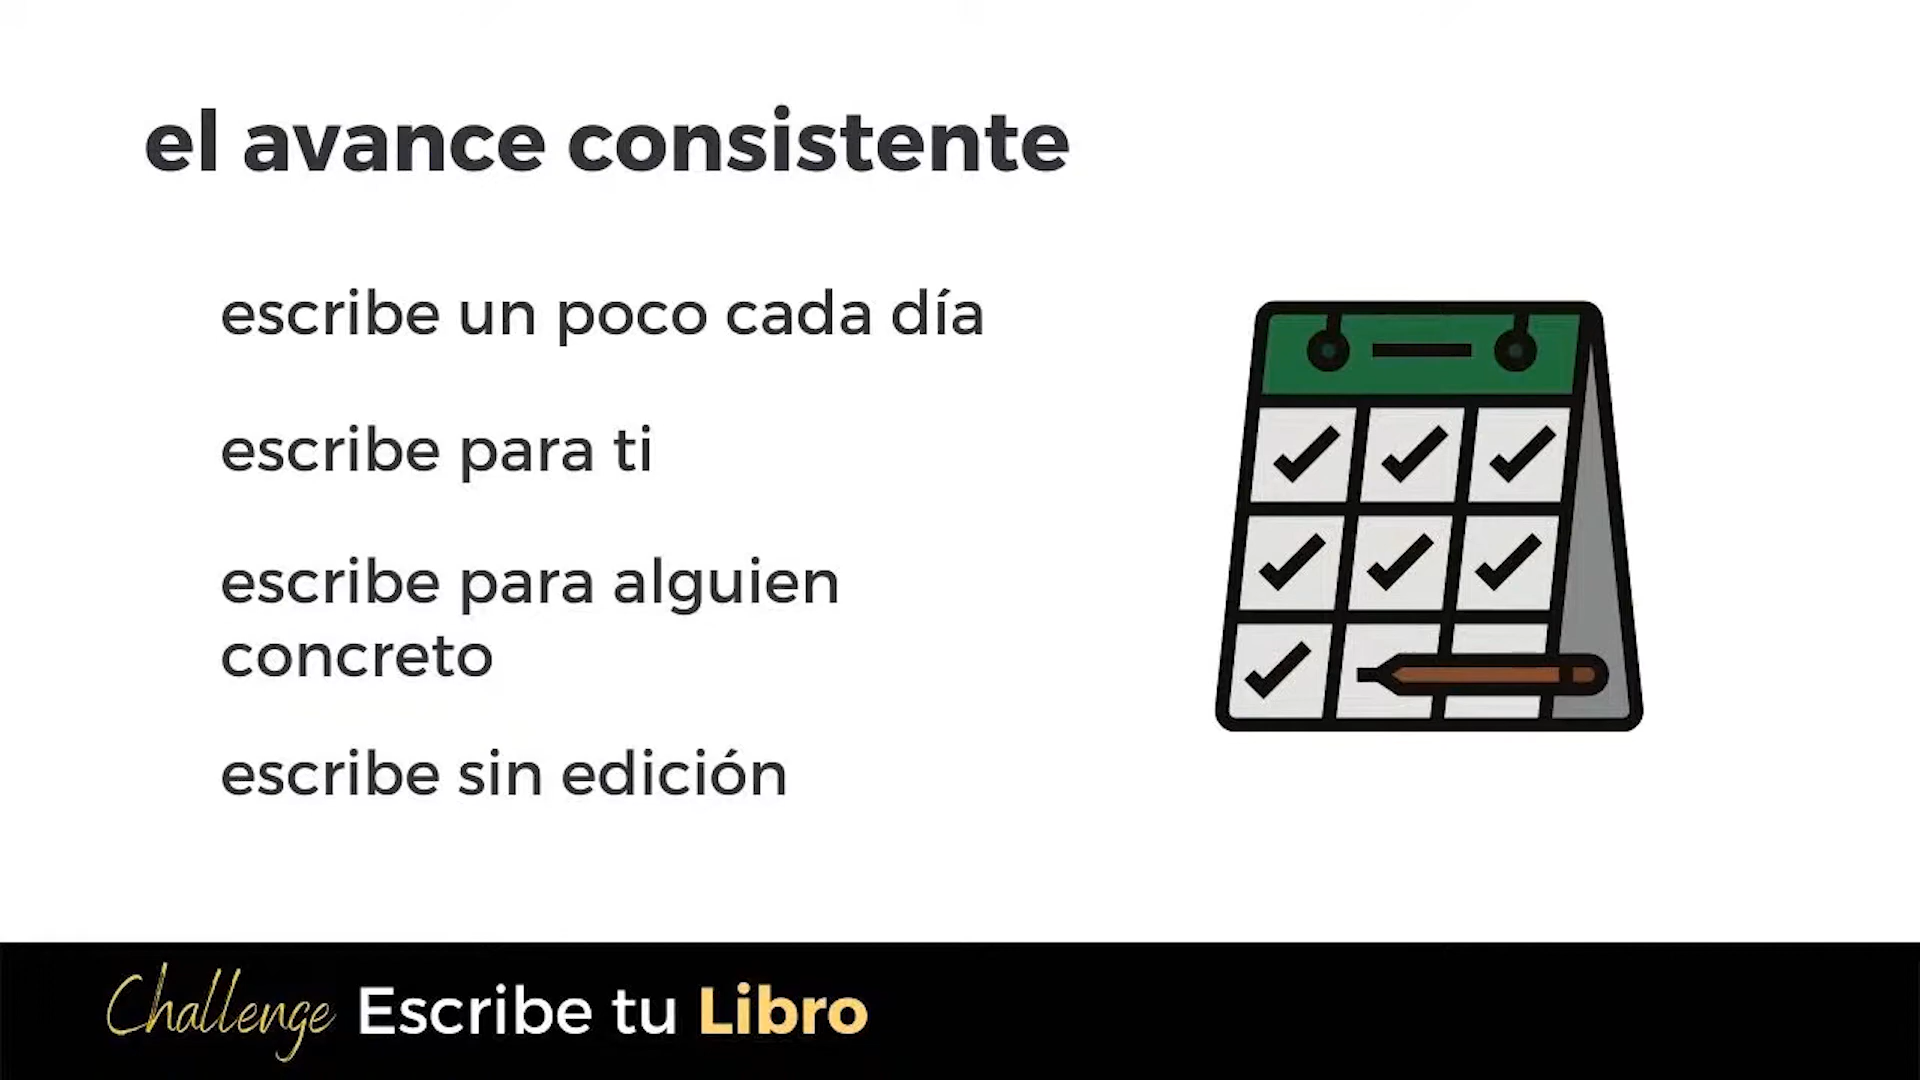 el avance consistente
escribe un poco cada día
escribe para ti
escribe para alguien
concreto
escribe sin edición
Challenge Escribe tu Libro